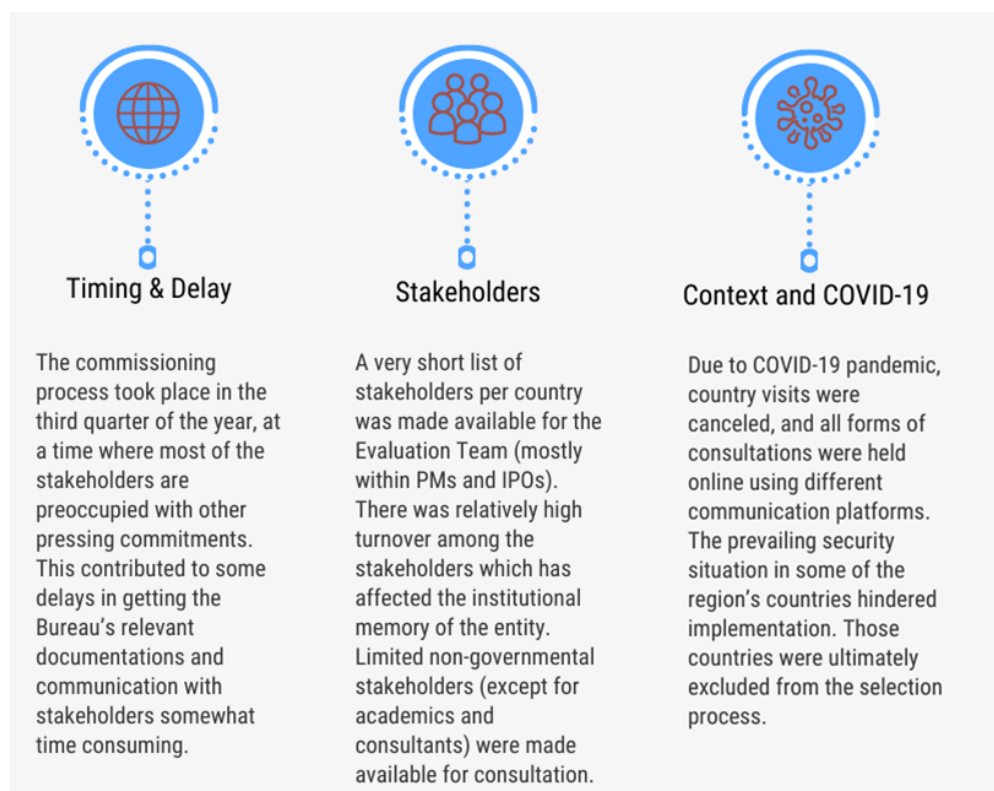 Timing & Delay
The commissioning
process took place in the
third quarter of the year, at
a time where most of the
stakeholders are
preoccupied with other
pressing commitments.
This contributed to some
delays in getting the
Bureau's relevant
documentations and
communication with
stakeholders somewhat
time consuming.
Stakeholders
A very short list of
stakeholders per country
was made available for the
Evaluation Team (mostly
within PMs and IPOs).
There was relatively high
turnover among the
stakeholders which has
affected the institutional
memory of the entity.
Limited non-governmental
stakeholders (except for
academics and
consultants) were made
available for consultation.
Context and COVID-19
Due to COVID-19 pandemic,
country visits were
canceled, and all forms of
consultations were held
online using different
communication platforms.
The prevailing security
situation in some of the
region's countries hindered
implementation. Those
countries were ultimately
excluded from the selection
process.